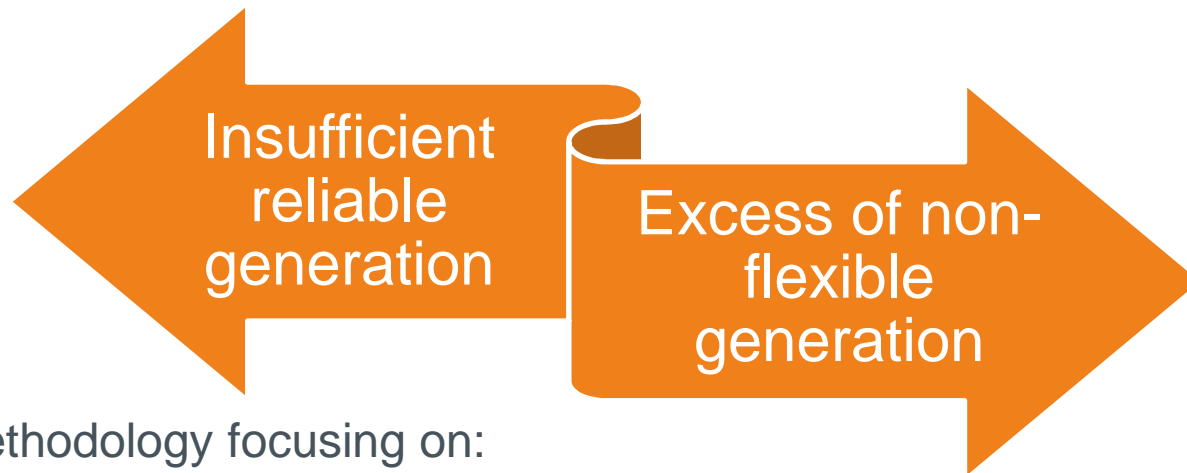 Insufficient
reliable
generation
Excess of non-
flexible
generation
ethodology focusing on: